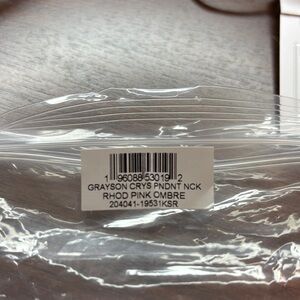 1 96088 53019 2
GRAYSON CRYS PNDNT NCK
RHOD PINK OMBRE
204041-19531KSR